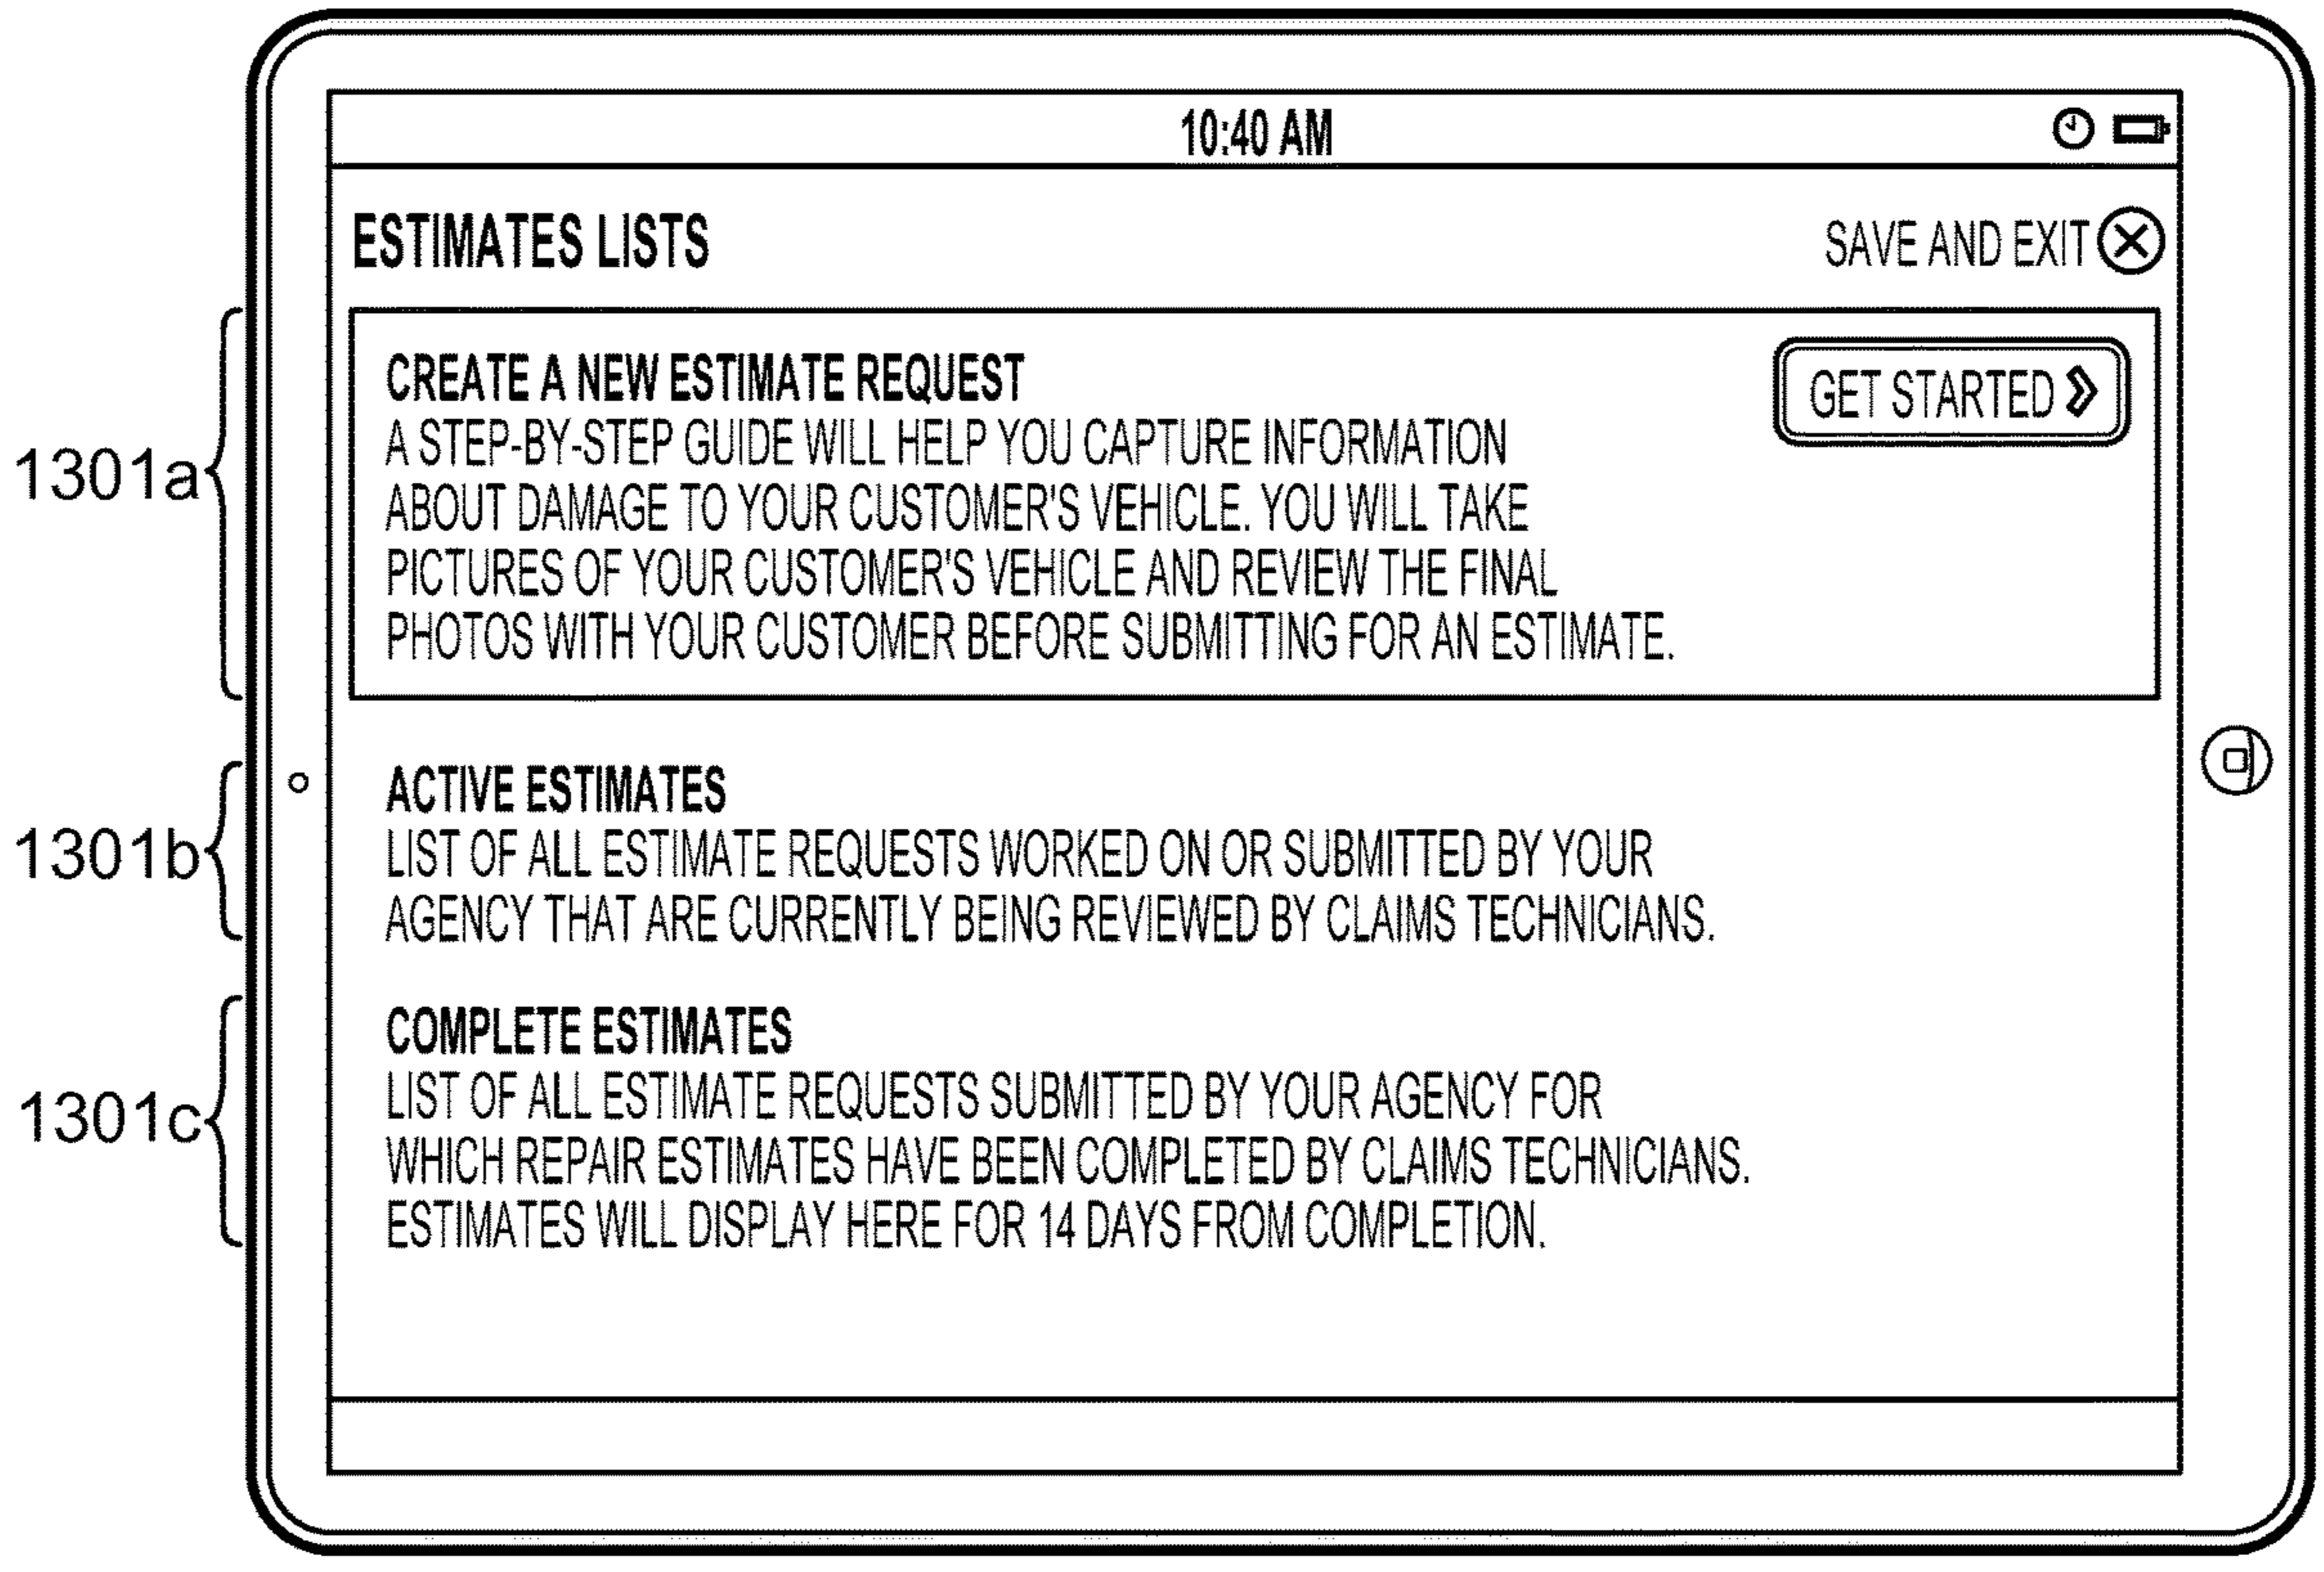 10:40 AM
ESTIMATES LISTS
SAVE AND EXIT
1301a
CREATE A NEW ESTIMATE REQUEST
GET STARTED
A STEP-BY-STEP GUIDE WILL HELP YOU CAPTURE INFORMATION
ABOUT DAMAGE TO YOUR CUSTOMER'S VEHICLE. YOU WILL TAKE
PICTURES OF YOUR CUSTOMER'S VEHICLE AND REVIEW THE FINAL
PHOTOS WITH YOUR CUSTOMER BEFORE SUBMITTING FOR AN ESTIMATE.
1301b
ACTIVE ESTIMATES
LIST OF ALL ESTIMATE REQUESTS WORKED ON OR SUBMITTED BY YOUR
AGENCY THAT ARE CURRENTLY BEING REVIEWED BY CLAIMS TECHNICIANS.
1301c
COMPLETE ESTIMATES
LIST OF ALL ESTIMATE REQUESTS SUBMITTED BY YOUR AGENCY FOR
WHICH REPAIR ESTIMATES HAVE BEEN COMPLETED BY CLAIMS TECHNICIANS.
ESTIMATES WILL DISPLAY HERE FOR 14 DAYS FROM COMPLETION.